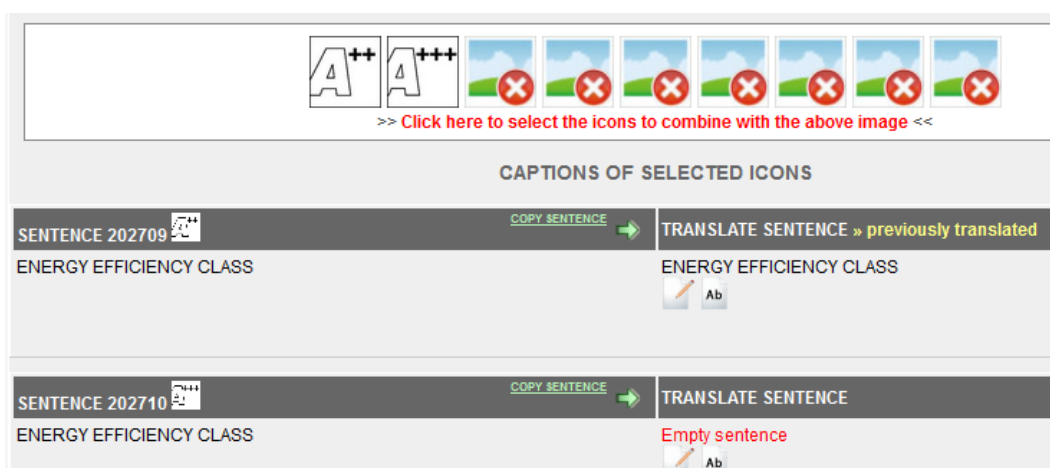 A++ A+++
>> Click here to select the icons to combine with the above image <<
CAPTIONS OF SELECTED ICONS
SENTENCE 202709 A++ COPY SENTENCE TRANSLATE SENTENCE » previously translated
ENERGY EFFICIENCY CLASS ENERGY EFFICIENCY CLASS
Ab
SENTENCE 202710 A+++ COPY SENTENCE TRANSLATE SENTENCE
ENERGY EFFICIENCY CLASS Empty sentence
Ab